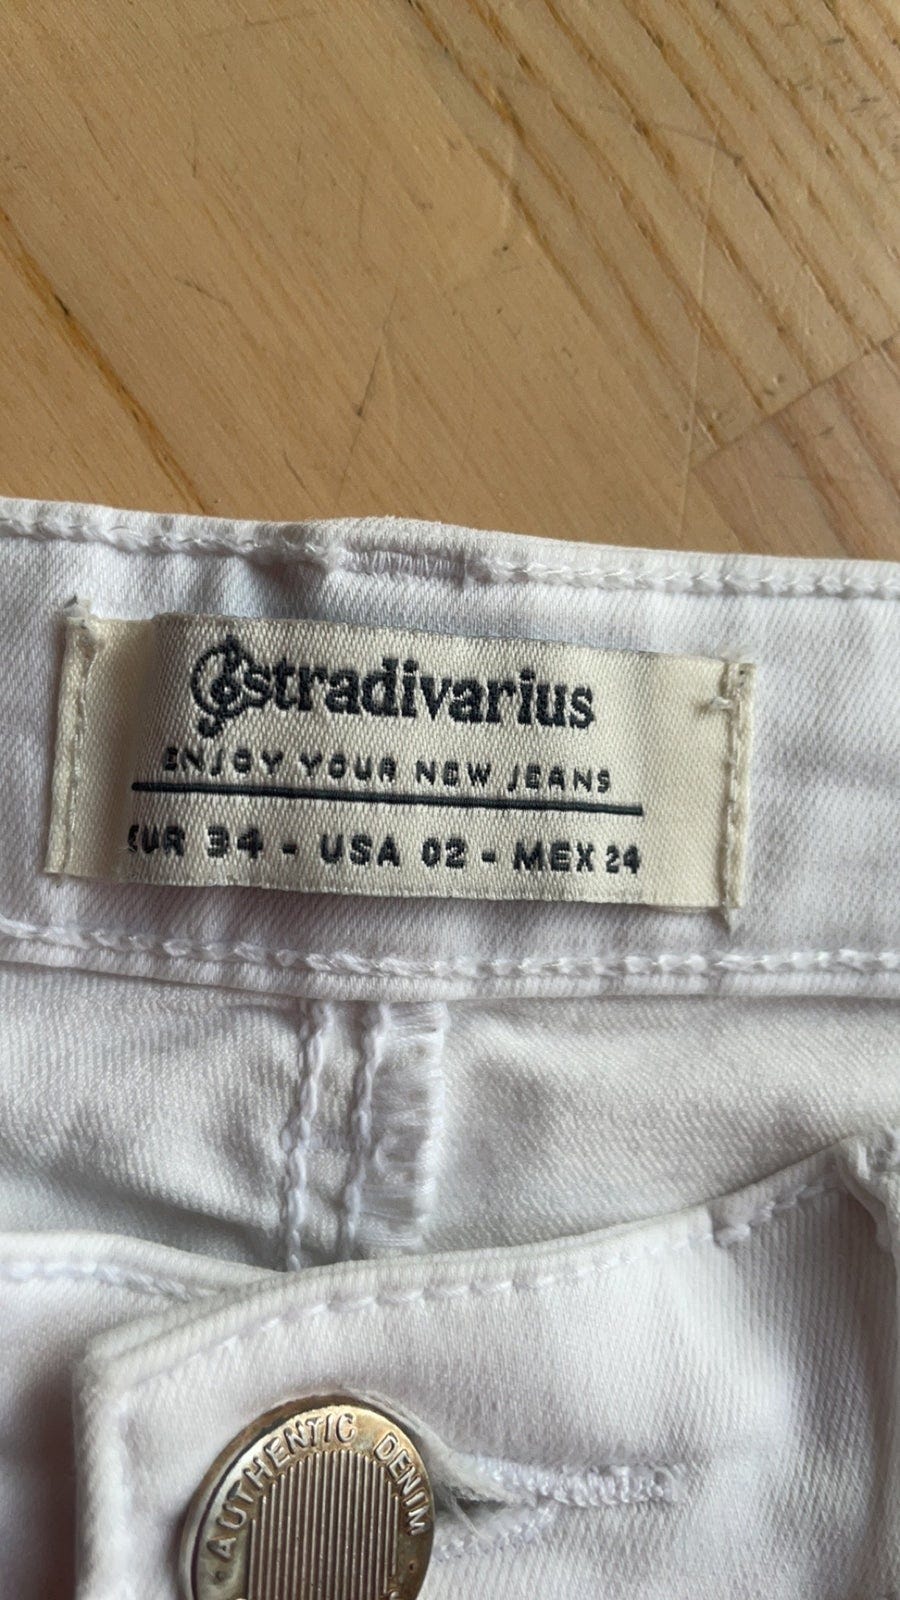 stradivarius
ENJOY YOUR NEW JEANS
EUR 34 - USA 02 - MEX 24
· AUTHENTIC DENIM ·